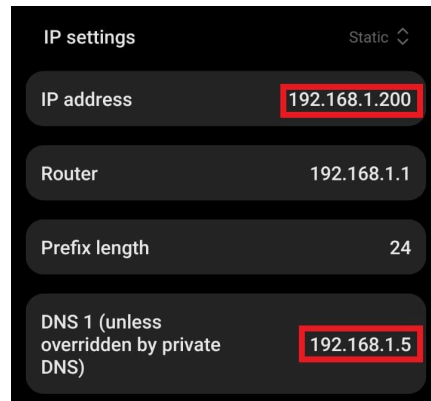 IP settings Static
IP address 192.168.1.200
Router 192.168.1.1
Prefix length 24
DNS 1 (unless
overridden by private 192.168.1.5
DNS)